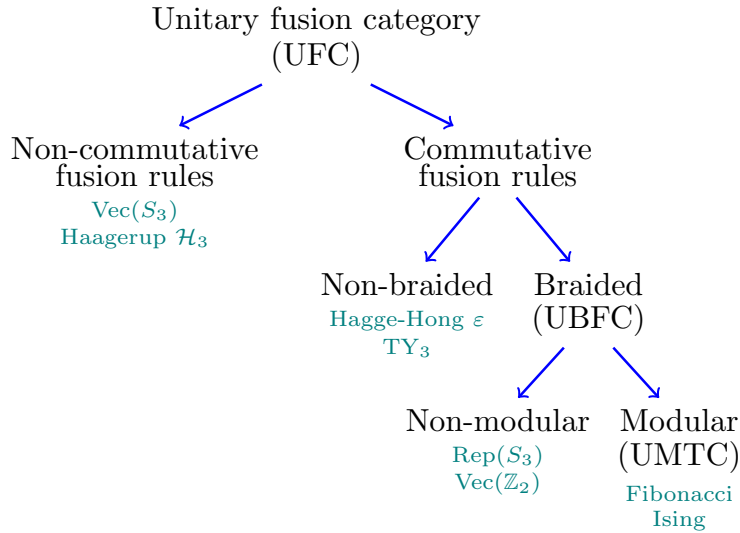 Unitary fusion category
(UFC)
Non-commutative
fusion rules
Vec(S₃)
Haagerup ℋ₃
Commutative
fusion rules
Non-braided
Hagge-Hong ε
TY₃
Braided
(UBFC)
Non-modular
Rep(S₃)
Vec(ℤ₂)
Modular
(UMTC)
Fibonacci
Ising